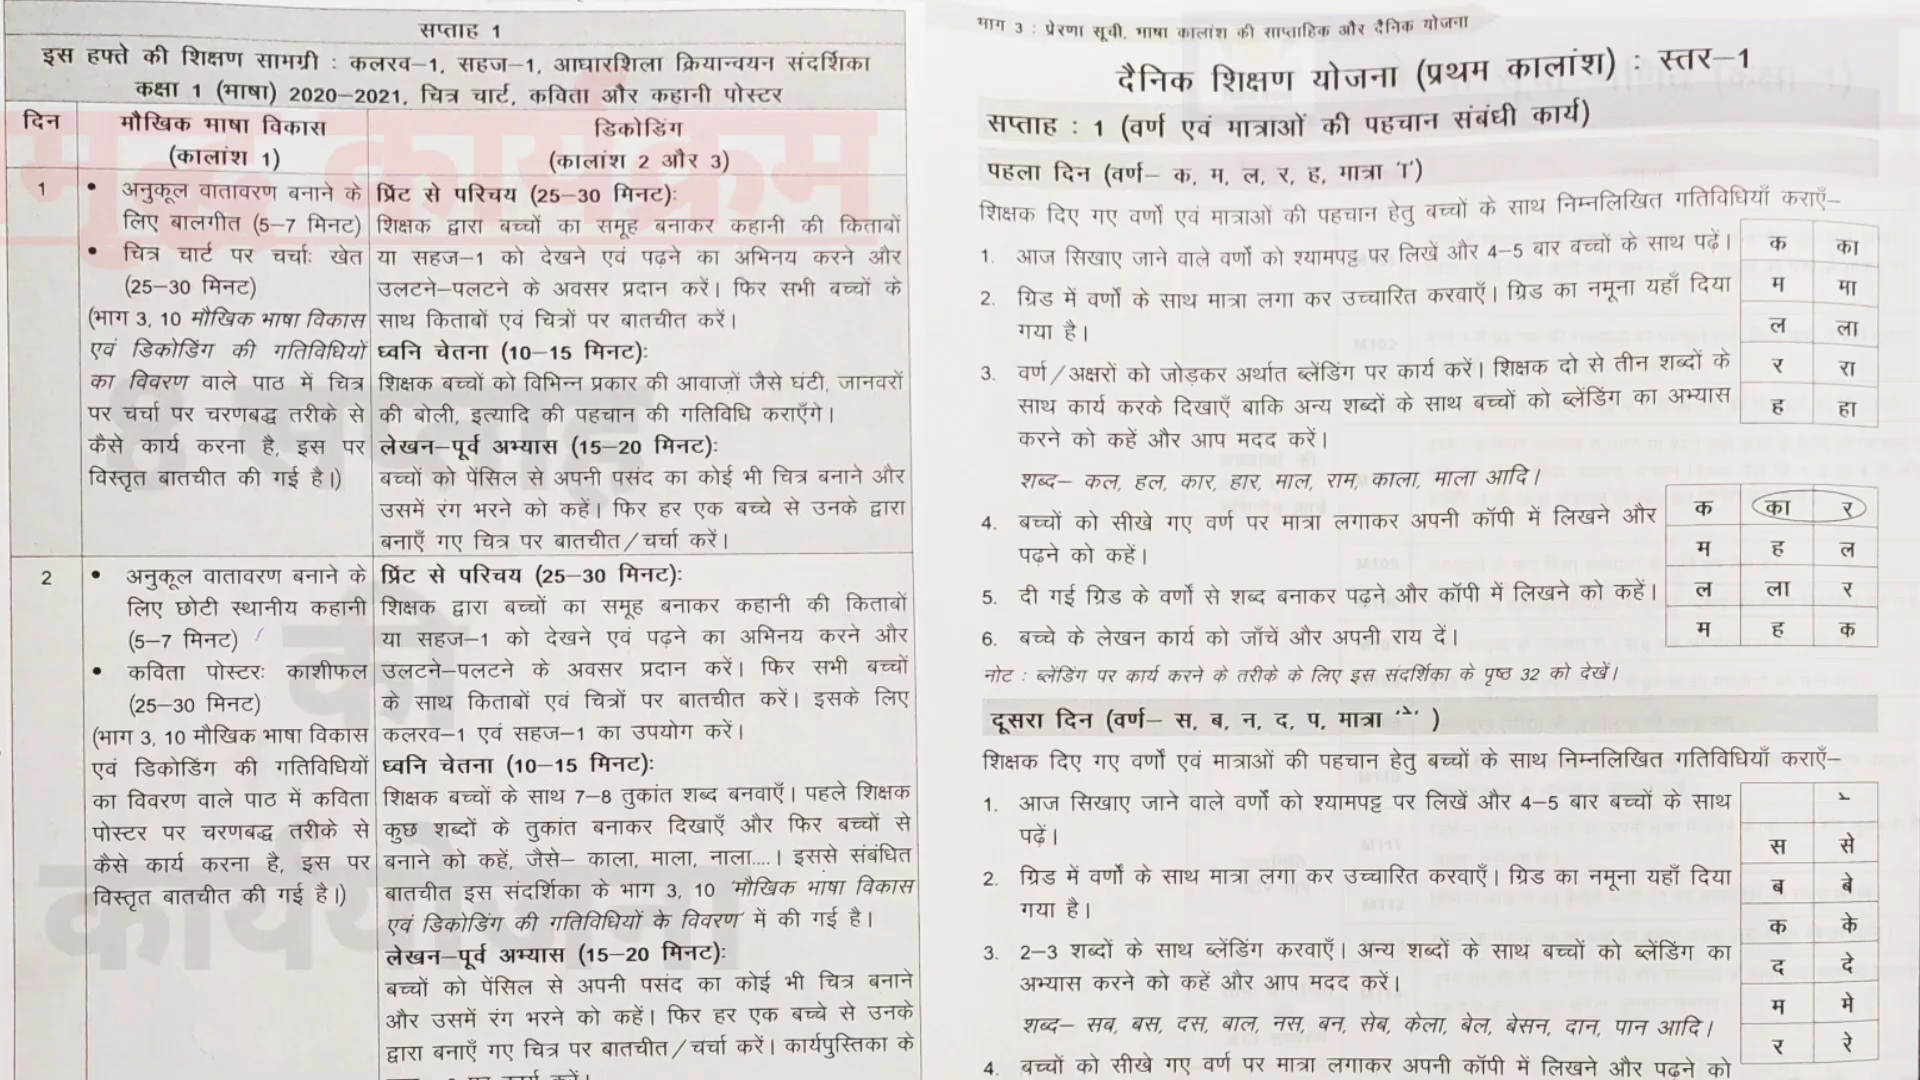 सप्ताह 1
इस हफ्ते की शिक्षण सामग्री : कलरव–1, सहज–1, आधारशिला क्रियान्वयन संदर्शिका
कक्षा 1 (भाषा) 2020–2021, चित्र चार्ट, कविता और कहानी पोस्टर
दिन
मौखिक भाषा विकास
(कालांश 1)
डिकोडिंग
(कालांश 2 और 3)
1
• अनुकूल वातावरण बनाने के
लिए बालगीत (5–7 मिनट)
• चित्र चार्ट पर चर्चाः खेत
(25–30 मिनट)
(भाग 3, 10 मौखिक भाषा विकास
एवं डिकोडिंग की गतिविधियों
का विवरण वाले पाठ में चित्र
पर चर्चा पर चरणबद्ध तरीके से
कैसे कार्य करना है, इस पर
विस्तृत बातचीत की गई है।)
प्रिंट से परिचय (25–30 मिनट)ः
शिक्षक द्वारा बच्चों का समूह बनाकर कहानी की किताबों
या सहज–1 को देखने एवं पढ़ने का अभिनय करने और
उलटने–पलटने के अवसर प्रदान करें। फिर सभी बच्चों के
साथ किताबों एवं चित्रों पर बातचीत करें।
ध्वनि चेतना (10–15 मिनट)ः
शिक्षक बच्चों को विभिन्न प्रकार की आवाज़ों जैसे घंटी, जानवरों
की बोली, इत्यादि की पहचान की गतिविधि कराएँगे।
लेखन–पूर्व अभ्यास (15–20 मिनट)ः
बच्चों को पेंसिल से अपनी पसंद का कोई भी चित्र बनाने और
उसमें रंग भरने को कहें। फिर हर एक बच्चे से उनके द्वारा
बनाएँ गए चित्र पर बातचीत/चर्चा करें।
2
• अनुकूल वातावरण बनाने के
लिए छोटी स्थानीय कहानी
(5–7 मिनट)
• कविता पोस्टरः काशीफल
(25–30 मिनट)
(भाग 3, 10 मौखिक भाषा विकास
एवं डिकोडिंग की गतिविधियों
का विवरण वाले पाठ में कविता
पोस्टर पर चरणबद्ध तरीके से
कैसे कार्य करना है, इस पर
विस्तृत बातचीत की गई है।)
प्रिंट से परिचय (25–30 मिनट)ः
शिक्षक द्वारा बच्चों का समूह बनाकर कहानी की किताबों
या सहज–1 को देखने एवं पढ़ने का अभिनय करने और
उलटने–पलटने के अवसर प्रदान करें। फिर सभी बच्चों
के साथ किताबों एवं चित्रों पर बातचीत करें। इसके लिए
कलरव–1 एवं सहज–1 का उपयोग करें।
ध्वनि चेतना (10–15 मिनट)ः
शिक्षक बच्चों के साथ 7–8 तुकांत शब्द बनवाएँ। पहले शिक्षक
कुछ शब्दों के तुकांत बनाकर दिखाएँ और फिर बच्चों से
बनाने को कहें, जैसे– काला, माला, नाला....। इससे संबंधित
बातचीत इस संदर्शिका के भाग 3, 10 'मौखिक भाषा विकास
एवं डिकोडिंग की गतिविधियों के विवरण' में की गई है।
लेखन–पूर्व अभ्यास (15–20 मिनट)ः
बच्चों को पेंसिल से अपनी पसंद का कोई भी चित्र बनाने
और उसमें रंग भरने को कहें। फिर हर एक बच्चे से उनके
द्वारा बनाएँ गए चित्र पर बातचीत/चर्चा करें। कार्यपुस्तिका के
भाग 3 : प्रेरणा सूची, भाषा कालांश की साप्ताहिक और दैनिक योजना
दैनिक शिक्षण योजना (प्रथम कालांश) : स्तर–1
सप्ताह : 1 (वर्ण एवं मात्राओं की पहचान संबंधी कार्य)
पहला दिन (वर्ण– क, म, ल, र, ह, मात्रा 'ा')
शिक्षक दिए गए वर्णों एवं मात्राओं की पहचान हेतु बच्चों के साथ निम्नलिखित गतिविधियाँ कराएँ–
1. आज सिखाए जाने वाले वर्णों को श्यामपट्ट पर लिखें और 4–5 बार बच्चों के साथ पढ़ें।
2. ग्रिड में वर्णों के साथ मात्रा लगा कर उच्चारित करवाएँ। ग्रिड का नमूना यहाँ दिया
गया है।
3. वर्ण/अक्षरों को जोड़कर अर्थात ब्लेंडिंग पर कार्य करें। शिक्षक दो से तीन शब्दों के
साथ कार्य करके दिखाएँ बाकि अन्य शब्दों के साथ बच्चों को ब्लेंडिंग का अभ्यास
करने को कहें और आप मदद करें।
शब्द– कल, हल, कार, हार, माल, राम, काला, माला आदि।
क का
म मा
ल ला
र रा
ह हा
4. बच्चों को सीखे गए वर्ण पर मात्रा लगाकर अपनी कॉपी में लिखने और
पढ़ने को कहें।
5. दी गई ग्रिड के वर्णों से शब्द बनाकर पढ़ने और कॉपी में लिखने को कहें।
6. बच्चे के लेखन कार्य को जाँचें और अपनी राय दें।
क का र
म ह ल
ल ला र
म ह क
नोट : ब्लेंडिंग पर कार्य करने के तरीके के लिए इस संदर्शिका के पृष्ठ 32 को देखें।
दूसरा दिन (वर्ण– स, ब, न, द, प, मात्रा 'े' )
शिक्षक दिए गए वर्णों एवं मात्राओं की पहचान हेतु बच्चों के साथ निम्नलिखित गतिविधियाँ कराएँ–
1. आज सिखाए जाने वाले वर्णों को श्यामपट्ट पर लिखें और 4–5 बार बच्चों के साथ
पढ़ें।
2. ग्रिड में वर्णों के साथ मात्रा लगा कर उच्चारित करवाएँ। ग्रिड का नमूना यहाँ दिया
गया है।
3. 2–3 शब्दों के साथ ब्लेंडिंग करवाएँ। अन्य शब्दों के साथ बच्चों को ब्लेंडिंग का
अभ्यास करने को कहें और आप मदद करें।
शब्द– सब, बस, दस, बाल, नस, बन, सेब, केला, बेल, बेसन, दान, पान आदि।
4. बच्चों को सीखे गए वर्ण पर मात्रा लगाकर अपनी कॉपी में लिखने और पढ़ने को
े
स से
ब बे
क के
द दे
म मे
र रे